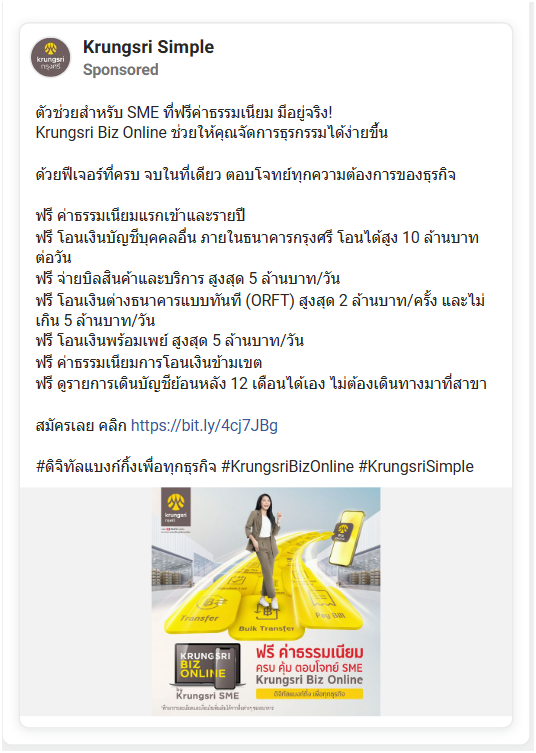 krungsri
กรุงศรี
Krungsri Simple
Sponsored
ตัวช่วยสำหรับ SME ที่ฟรีค่าธรรมเนียม มีอยู่จริง!
Krungsri Biz Online ช่วยให้คุณจัดการธุรกรรมได้ง่ายขึ้น
ด้วยฟีเจอร์ที่ครบ จบในที่เดียว ตอบโจทย์ทุกความต้องการของธุรกิจ
ฟรี ค่าธรรมเนียมแรกเข้าและรายปี
ฟรี โอนเงินบัญชีบุคคลอื่น ภายในธนาคารกรุงศรี โอนได้สูง 10 ล้านบาท
ต่อวัน
ฟรี จ่ายบิลสินค้าและบริการ สูงสุด 5 ล้านบาท/วัน
ฟรี โอนเงินต่างธนาคารแบบทันที (ORFT) สูงสุด 2 ล้านบาท/ครั้ง และไม่
เกิน 5 ล้านบาท/วัน
ฟรี โอนเงินพร้อมเพย์ สูงสุด 5 ล้านบาท/วัน
ฟรี ค่าธรรมเนียมการโอนเงินข้ามเขต
ฟรี ดูรายการเดินบัญชีย้อนหลัง 12 เดือนได้เอง ไม่ต้องเดินทางมาที่สาขา
สมัครเลย คลิก https://bit.ly/4cj7JBg
#ดิจิทัลแบงก์กิ้งเพื่อทุกธุรกิจ #KrungsriBizOnline #KrungsriSimple
krungsri
กรุงศรี
Transfer
Bulk Transfer
Pay Bill
KRUNGSRI
BIZ
ONLINE
by
Krungsri SME
ฟรี ค่าธรรมเนียม
ครบ คุ้ม ตอบโจทย์ SME
Krungsri Biz Online
ดิจิทัลแบงก์กิ้ง เพื่อทุกธุรกิจ